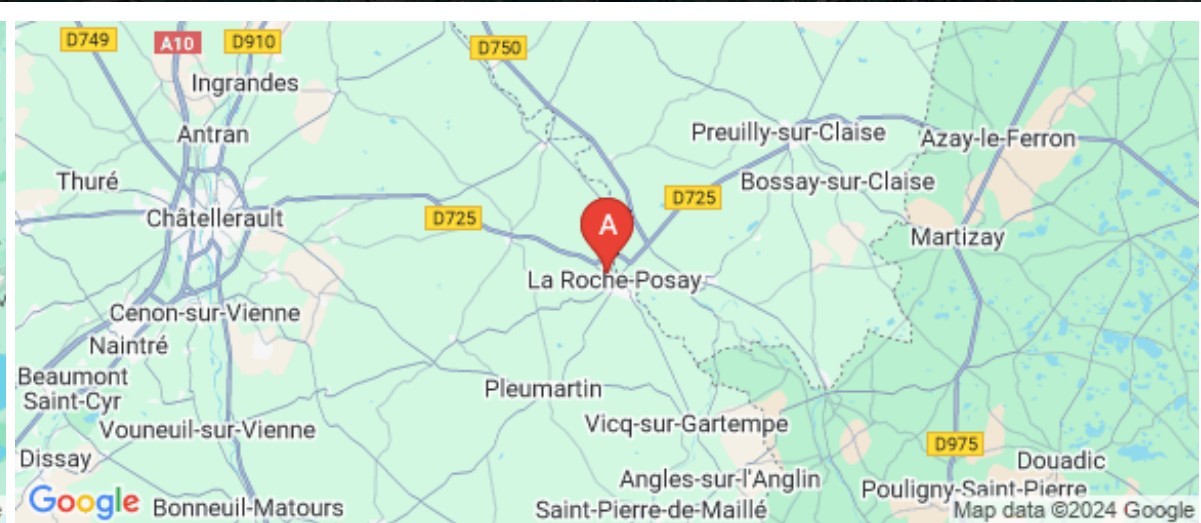 D749
A10
D910
D750
Ingrandes
Antran
Preuilly-sur-Claise
Azay-le-Ferron
Thuré
Bossay-sur-Claise
D725
Châtellerault
D725
A
Martizay
La Roche-Posay
Cenon-sur-Vienne
Naintré
Beaumont
Saint-Cyr
Pleumartin
Vouneuil-sur-Vienne
Vicq-sur-Gartempe
D975
Dissay
Douadic
Angles-sur-l'Anglin
Pouligny-Saint-Pierre
Google
Bonneuil-Matours
Saint-Pierre-de-Maillé
Map data ©2024 Google